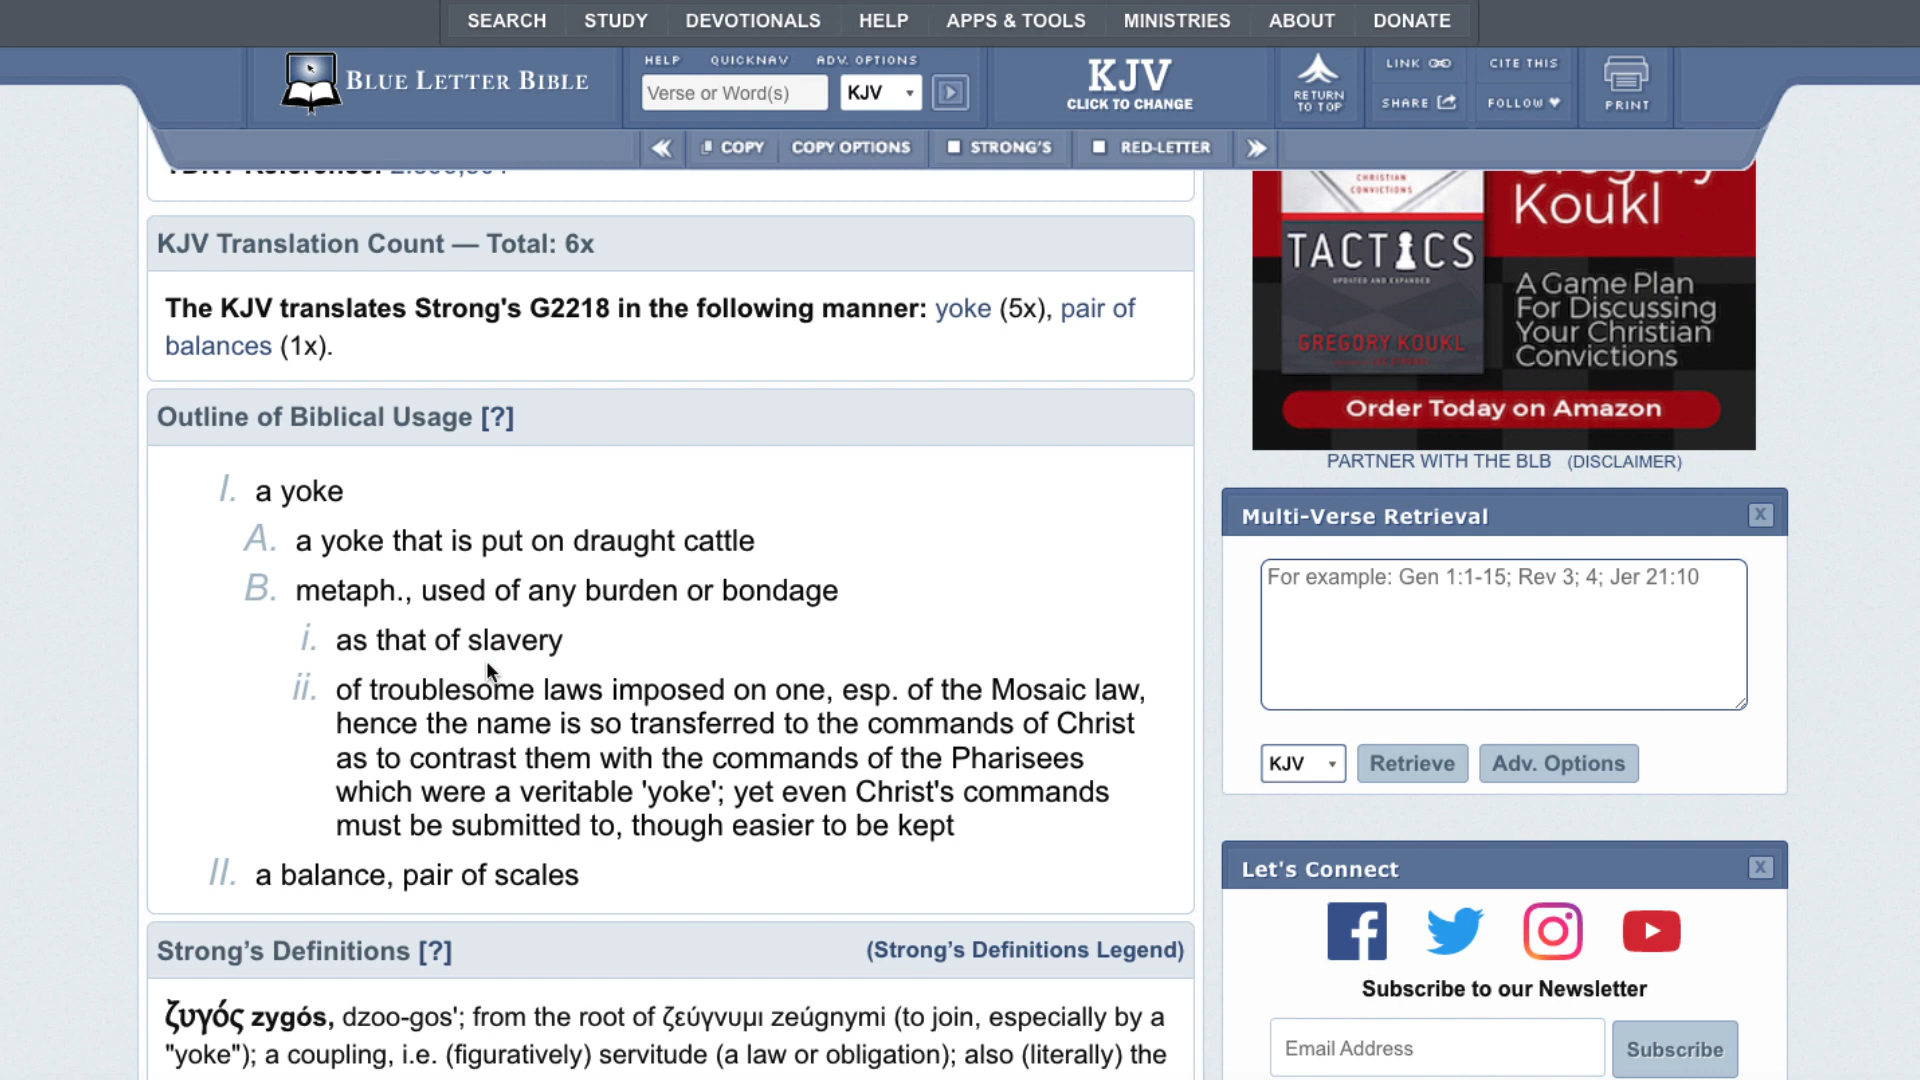 SEARCH STUDY DEVOTIONALS HELP APPS & TOOLS MINISTRIES ABOUT DONATE
BLUE LETTER BIBLE
HELP QUICKNAV ADV. OPTIONS
Verse or Word(s) KJV
KJV
CLICK TO CHANGE
RETURN
TO TOP
LINK CITE THIS
SHARE FOLLOW
PRINT
COPY COPY OPTIONS STRONG'S RED-LETTER
KJV Translation Count — Total: 6x
The KJV translates Strong's G2218 in the following manner: yoke (5x), pair of
balances (1x).
Outline of Biblical Usage [?]
I. a yoke
A. a yoke that is put on draught cattle
B. metaph., used of any burden or bondage
i. as that of slavery
ii. of troublesome laws imposed on one, esp. of the Mosaic law,
hence the name is so transferred to the commands of Christ
as to contrast them with the commands of the Pharisees
which were a veritable 'yoke'; yet even Christ's commands
must be submitted to, though easier to be kept
II. a balance, pair of scales
Strong’s Definitions [?] (Strong’s Definitions Legend)
ζυγός zygós, dzoo-gos'; from the root of ζεύγνυμι zeúgnymi (to join, especially by a
"yoke"); a coupling, i.e. (figuratively) servitude (a law or obligation); also (literally) the
CHRISTIAN
CONVICTIONS
TACTICS
UPDATED AND EXPANDED
GREGORY KOUKL
Gregory
Koukl
A Game Plan
For Discussing
Your Christian
Convictions
Order Today on Amazon
PARTNER WITH THE BLB (DISCLAIMER)
Multi-Verse Retrieval X
For example: Gen 1:1-15; Rev 3; 4; Jer 21:10
KJV Retrieve Adv. Options
Let's Connect X
Subscribe to our Newsletter
Email Address Subscribe